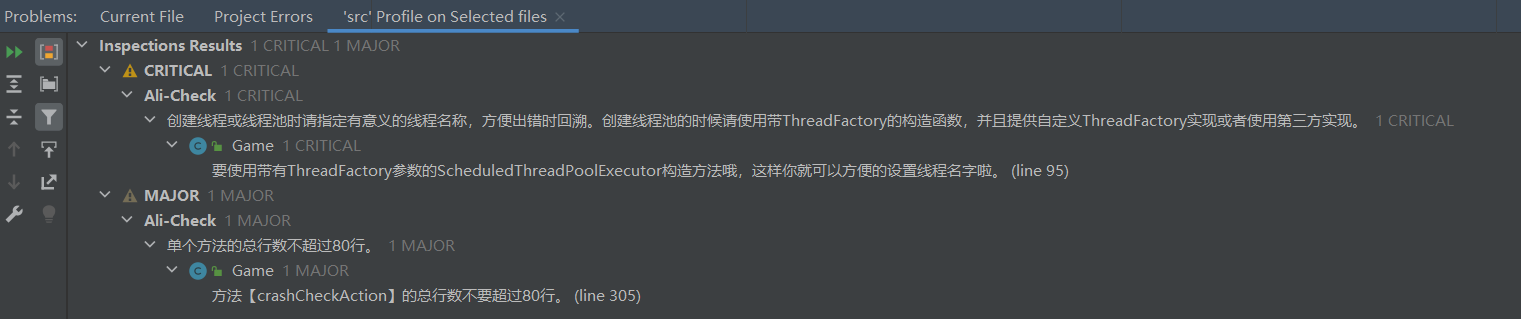 Problems: Current File Project Errors 'src' Profile on Selected files
Inspections Results 1 CRITICAL 1 MAJOR
CRITICAL 1 CRITICAL
Ali-Check 1 CRITICAL
创建线程或线程池时请指定有意义的线程名称，方便出错时回溯。创建线程池的时候请使用带ThreadFactory的构造函数，并且提供自定义ThreadFactory实现或者使用第三方实现。 1 CRITICAL
C Game 1 CRITICAL
要使用带有ThreadFactory参数的ScheduledThreadPoolExecutor构造方法哦，这样你就可以方便的设置线程名字啦。 (line 95)
MAJOR 1 MAJOR
Ali-Check 1 MAJOR
单个方法的总行数不超过80行。 1 MAJOR
C Game 1 MAJOR
方法【crashCheckAction】的总行数不要超过80行。 (line 305)